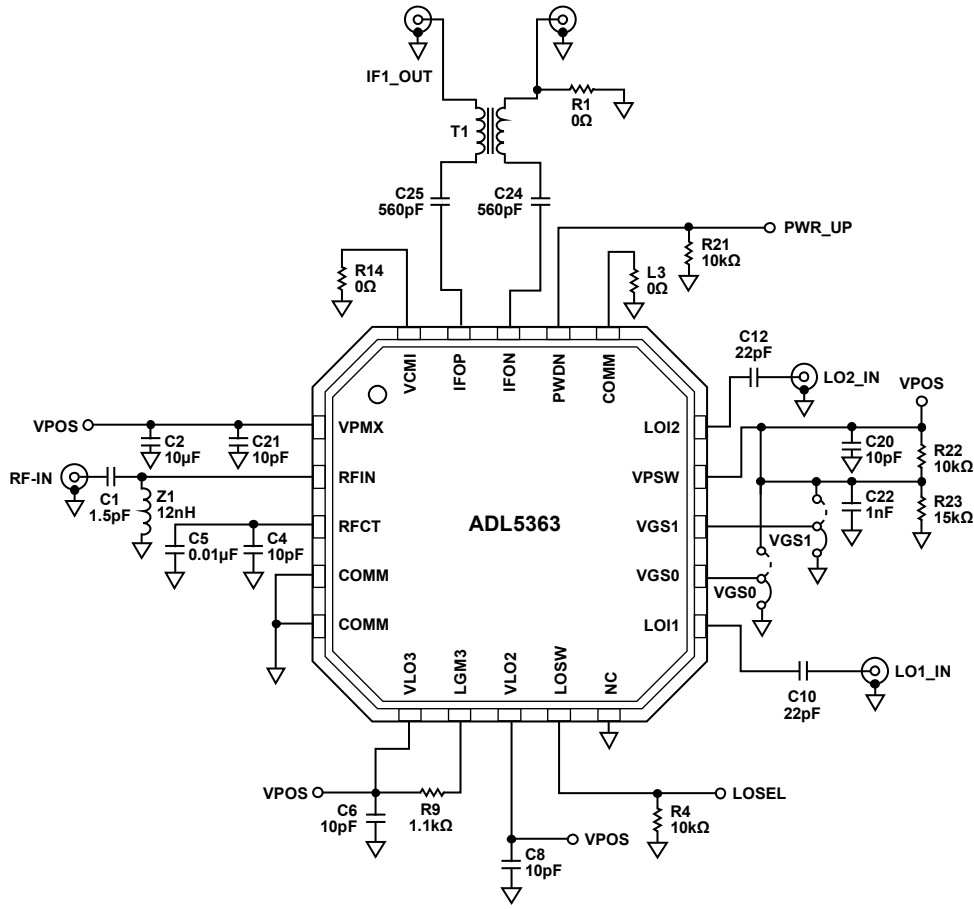 IF1_OUT
R1
0Ω
T1
C25
560pF
C24
560pF
PWR_UP
R21
10kΩ
R14
0Ω
L3
0Ω
C12
22pF
LO2_IN
VPOS
VCMI
IFOP
IFON
PWDN
COMM
VPOS
C2
10µF
C21
10pF
VPMX
LOI2
C20
10pF
R22
10kΩ
RF-IN
C1
1.5pF
Z1
12nH
RFIN
VPSW
C22
1nF
R23
15kΩ
C5
0.01µF
C4
10pF
RFCT
ADL5363
VGS1
VGS1
COMM
VGS0
VGS0
COMM
LOI1
VLO3
LGM3
VLO2
LOSW
NC
LO1_IN
C10
22pF
VPOS
C6
10pF
R9
1.1kΩ
LOSEL
R4
10kΩ
VPOS
C8
10pF